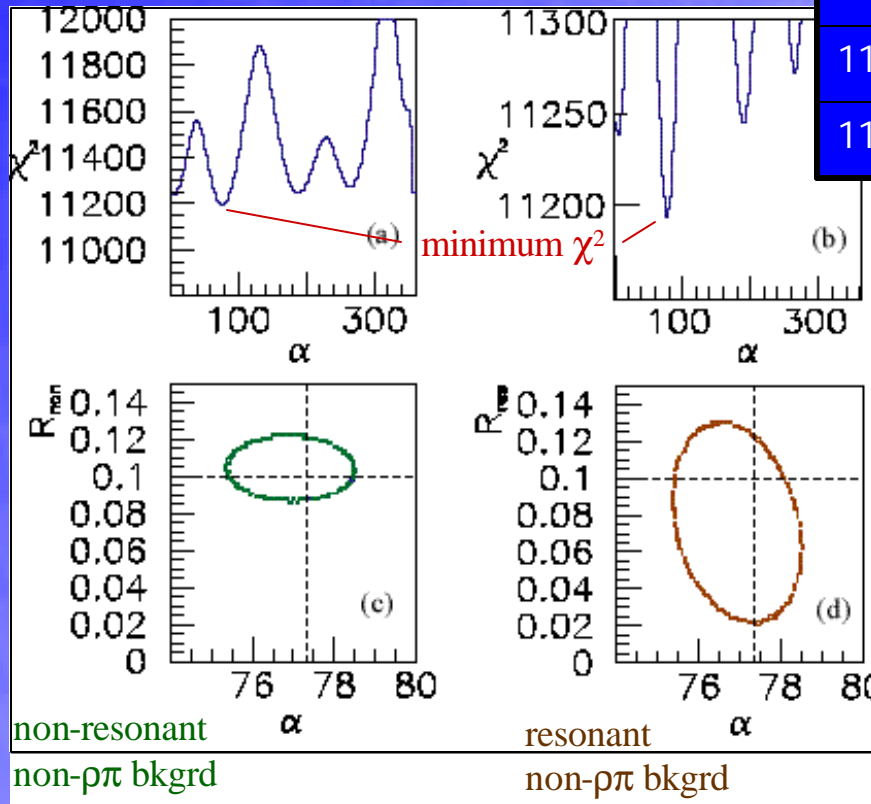 12000
11800
11600
χ² 11400
11200
11000
100 300
α
(a)
11300
11250
χ²
11200
100 300
α
(b)
minimum χ²
11
11
R non 0.14
0.12
0.1
0.08
0.06
0.04
0.02
0
76 78 80
α
(c)
R 0.14
0.12
0.1
0.08
0.06
0.04
0.02
0
76 78
α
(d)
non-resonant
non-ρπ bkgrd
resonant
non-ρπ bkgrd